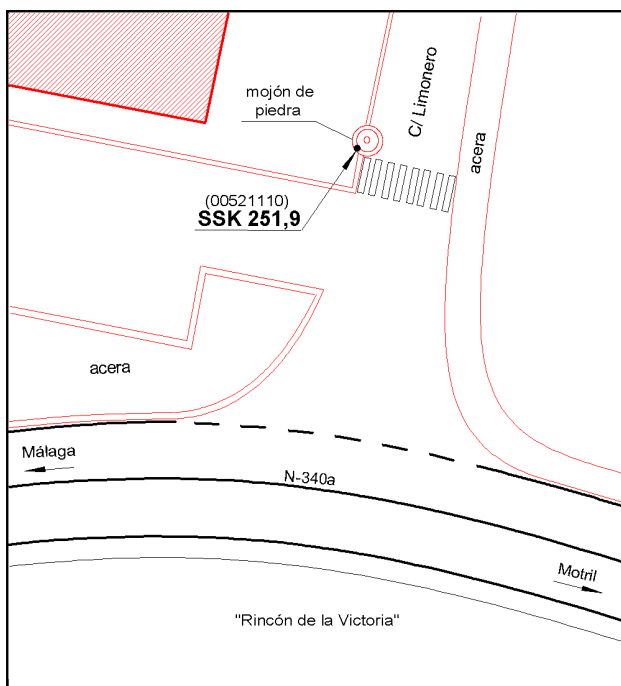 mojón de
piedra
C/ Limonero
acera
(00521110)
SSK 251,9
acera
Málaga
N-340a
Motril
"Rincón de la Victoria"